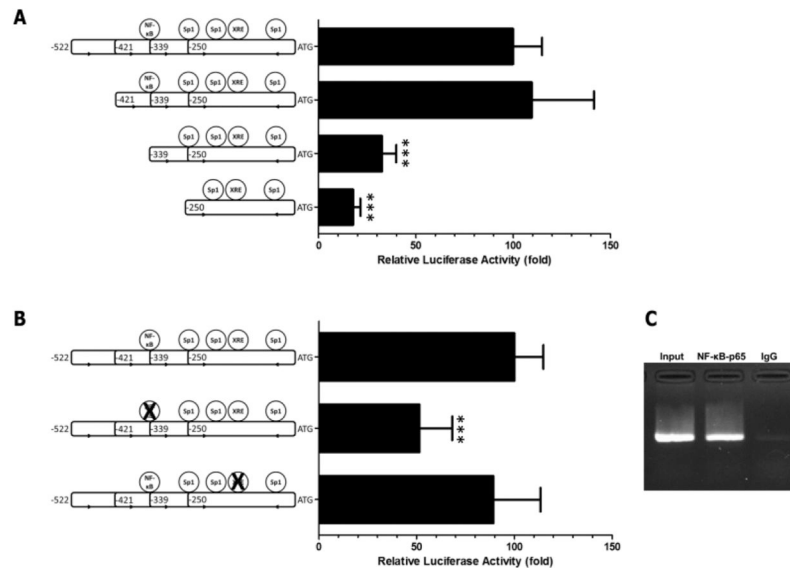 A
NF-κB Sp1 Sp1 XRE Sp1
-522 -421 -339 -250 ATG
NF-κB Sp1 Sp1 XRE Sp1
-421 -339 -250 ATG
Sp1 Sp1 XRE Sp1
-339 -250 ATG
***
Sp1 XRE Sp1
-250 ATG
***
0 50 100 150
Relative Luciferase Activity (fold)
B
NF-κB Sp1 Sp1 XRE Sp1
-522 -421 -339 -250 ATG
X Sp1 Sp1 XRE Sp1
-522 -421 -339 -250 ATG
***
NF-κB Sp1 Sp1 X Sp1
-522 -421 -339 -250 ATG
0 50 100 150
Relative Luciferase Activity (fold)
C
Input NF-κB-p65 IgG